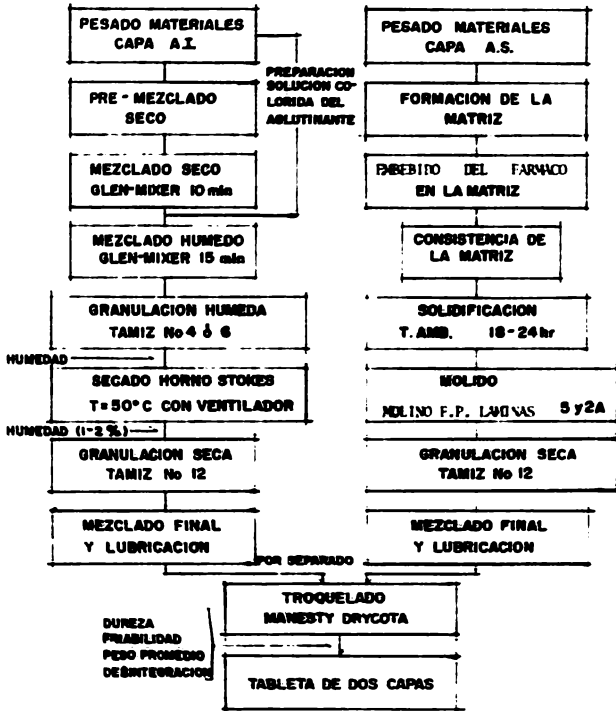 PESADO MATERIALES
CAPA A.I.
PREPARACION
SOLUCION CO-
LORIDA DEL
AGLUTINANTE
PRE - MEZCLADO
SECO
MEZCLADO SECO
GLEN-MIXER 10 min
MEZCLADO HUMEDO
GLEN-MIXER 15 min
GRANULACION HUMEDA
TAMIZ No 4 ó 6
HUMEDAD
SECADO HORNO STOKES
T=50°C CON VENTILADOR
HUMEDAD (1-2%)
GRANULACION SECA
TAMIZ No 12
MEZCLADO FINAL
Y LUBRICACION
PESADO MATERIALES
CAPA A.S.
FORMACION DE LA
MATRIZ
EMBEBIDO DEL FARMACO
EN LA MATRIZ
CONSISTENCIA DE
LA MATRIZ
SOLIDIFICACION
T. AMB. 18-24 hr
MOLIDO
MOLINO F.P. LAMINAS 5 y 2A
GRANULACION SECA
TAMIZ No 12
MEZCLADO FINAL
Y LUBRICACION
POR SEPARADO
TROQUELADO
MANESTY DRYCOTA
DUREZA
FRIABILIDAD
PESO PROMEDIO
DESINTEGRACION
TABLETA DE DOS CAPAS